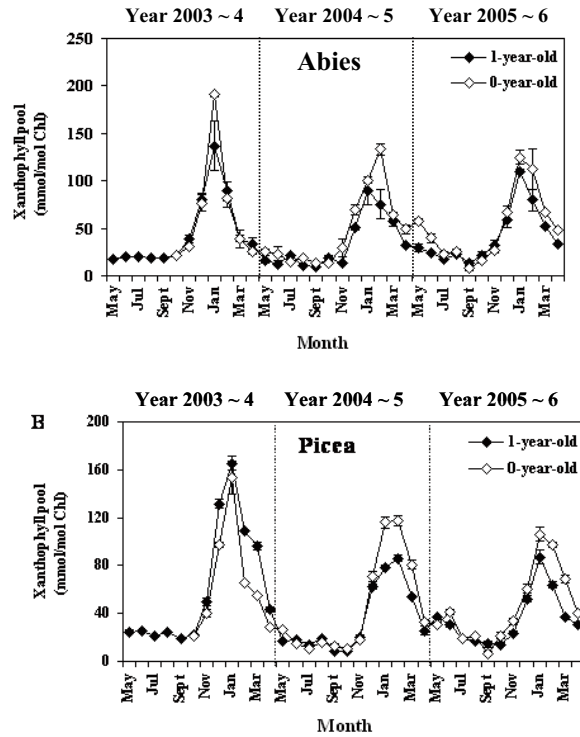 Year 2003 ~ 4 Year 2004 ~ 5 Year 2005 ~ 6
Abies
1-year-old
0-year-old
Xanthophyll pool
(mmol/mol Chl)
250
200
150
100
50
0
May Jul Sept Nov Jan Mar May Jul Sept Nov Jan Mar May Jul Sept Nov Jan Mar
Month
Year 2003 ~ 4 Year 2004 ~ 5 Year 2005 ~ 6
Picea
1-year-old
0-year-old
Xanthophyll pool
(mmol/mol Chl)
200
160
120
80
40
0
May Jul Sept Nov Jan Mar May Jul Sept Nov Jan Mar May Jul Sept Nov Jan Mar
Month